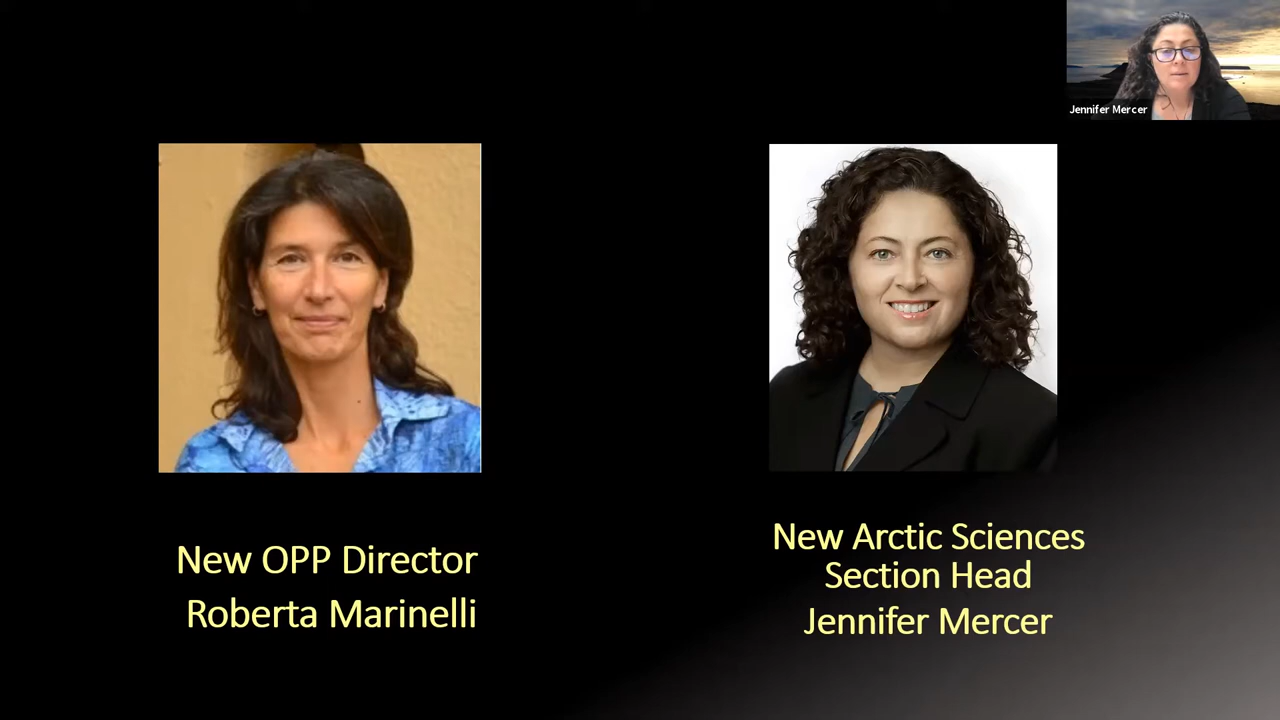 Jennifer Mercer
New OPP Director
Roberta Marinelli
New Arctic Sciences
Section Head
Jennifer Mercer